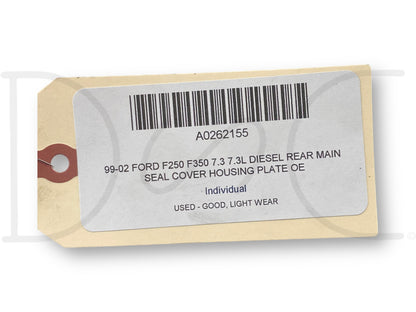 A0262155
99-02 FORD F250 F350 7.3 7.3L DIESEL REAR MAIN
SEAL COVER HOUSING PLATE OE
Individual
USED - GOOD, LIGHT WEAR